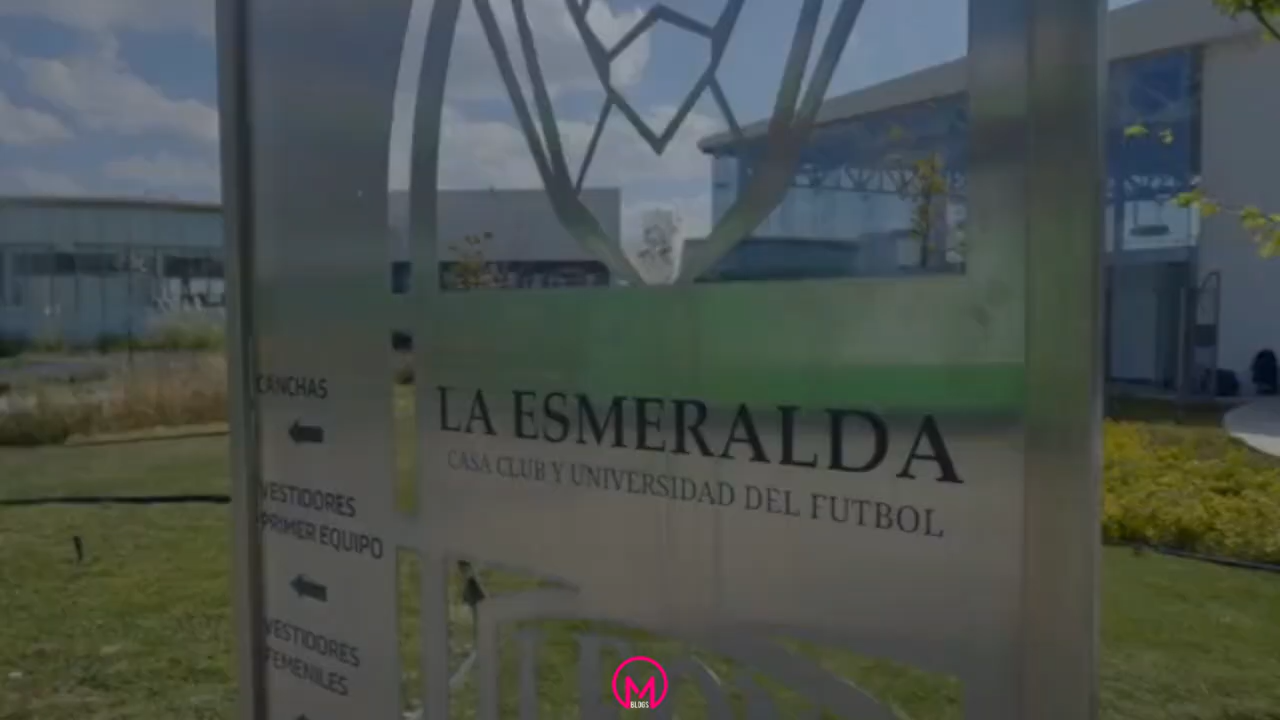 CANCHAS
VESTIDORES
PRIMER EQUIPO
VESTIDORES
FEMENILES
LA ESMERALDA
CASA CLUB Y UNIVERSIDAD DEL FUTBOL
M
BLOGS